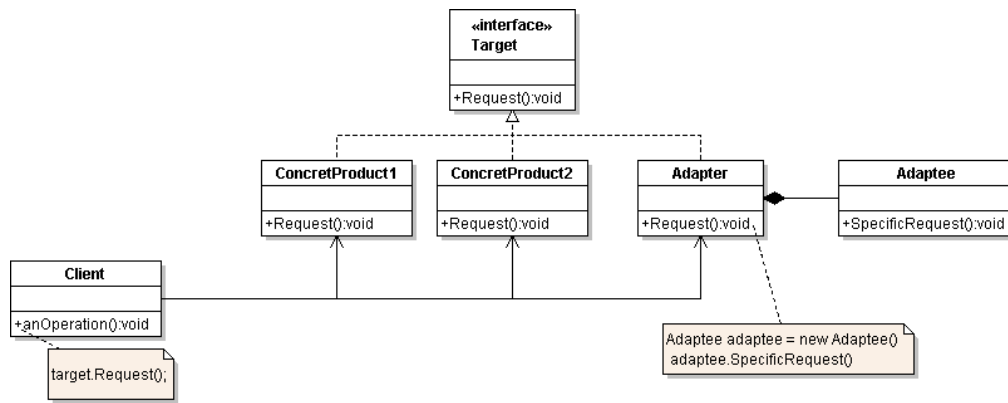 «interface»
Target
+Request():void
ConcretProduct1
+Request():void
ConcretProduct2
+Request():void
Adapter
+Request():void
Adaptee
+SpecificRequest():void
Client
+anOperation():void
target.Request();
Adaptee adaptee = new Adaptee()
adaptee.SpecificRequest()